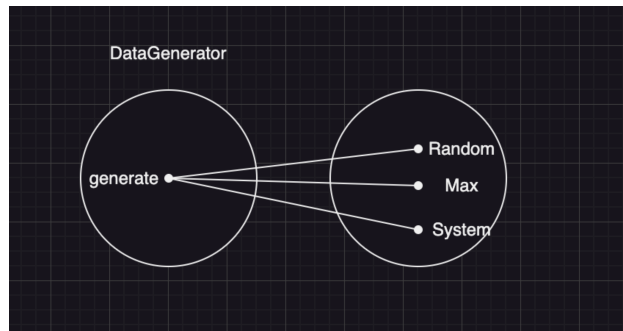 DataGenerator
generate
Random
Max
System